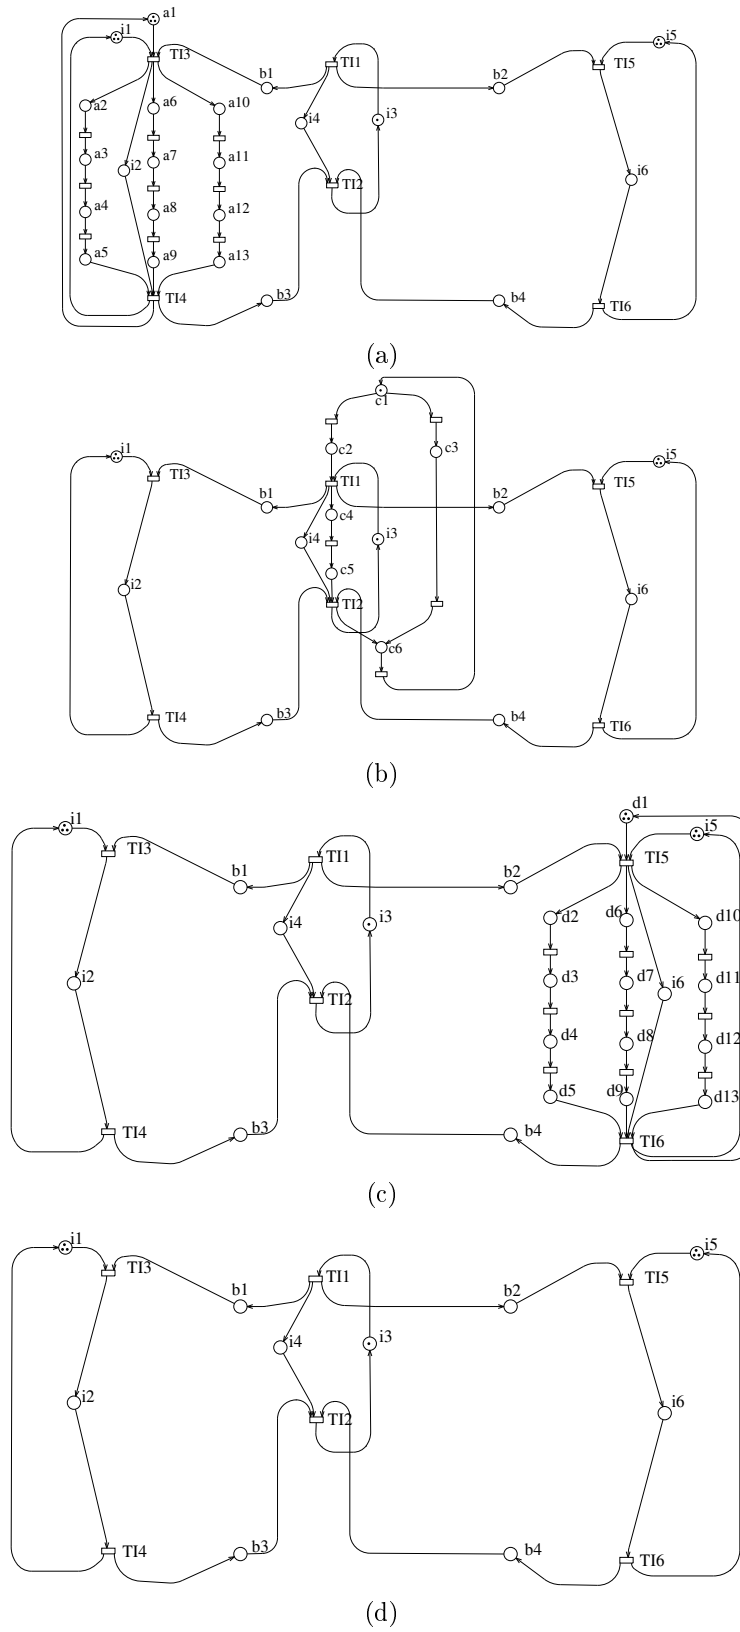 a1
i1
i5
TI3
TI1
TI5
b1
b2
a2
a6
a10
i4
i3
a3
i2
a7
a11
i6
TI2
a4
a8
a12
a5
a9
a13
TI4
b3
b4
TI6
(a)
c1
i1
c2
c3
i5
TI3
TI1
TI5
b1
b2
c4
i4
i3
c5
i2
i6
TI2
c6
TI4
b3
b4
TI6
(b)
d1
i1
i5
TI3
TI1
TI5
b1
b2
d2
d6
d10
i4
i3
i2
d3
d7
i6
d11
TI2
d4
d8
d12
d5
d9
d13
TI4
b3
b4
TI6
(c)
i1
i5
TI3
TI1
TI5
b1
b2
i4
i3
i2
i6
TI2
TI4
b3
b4
TI6
(d)